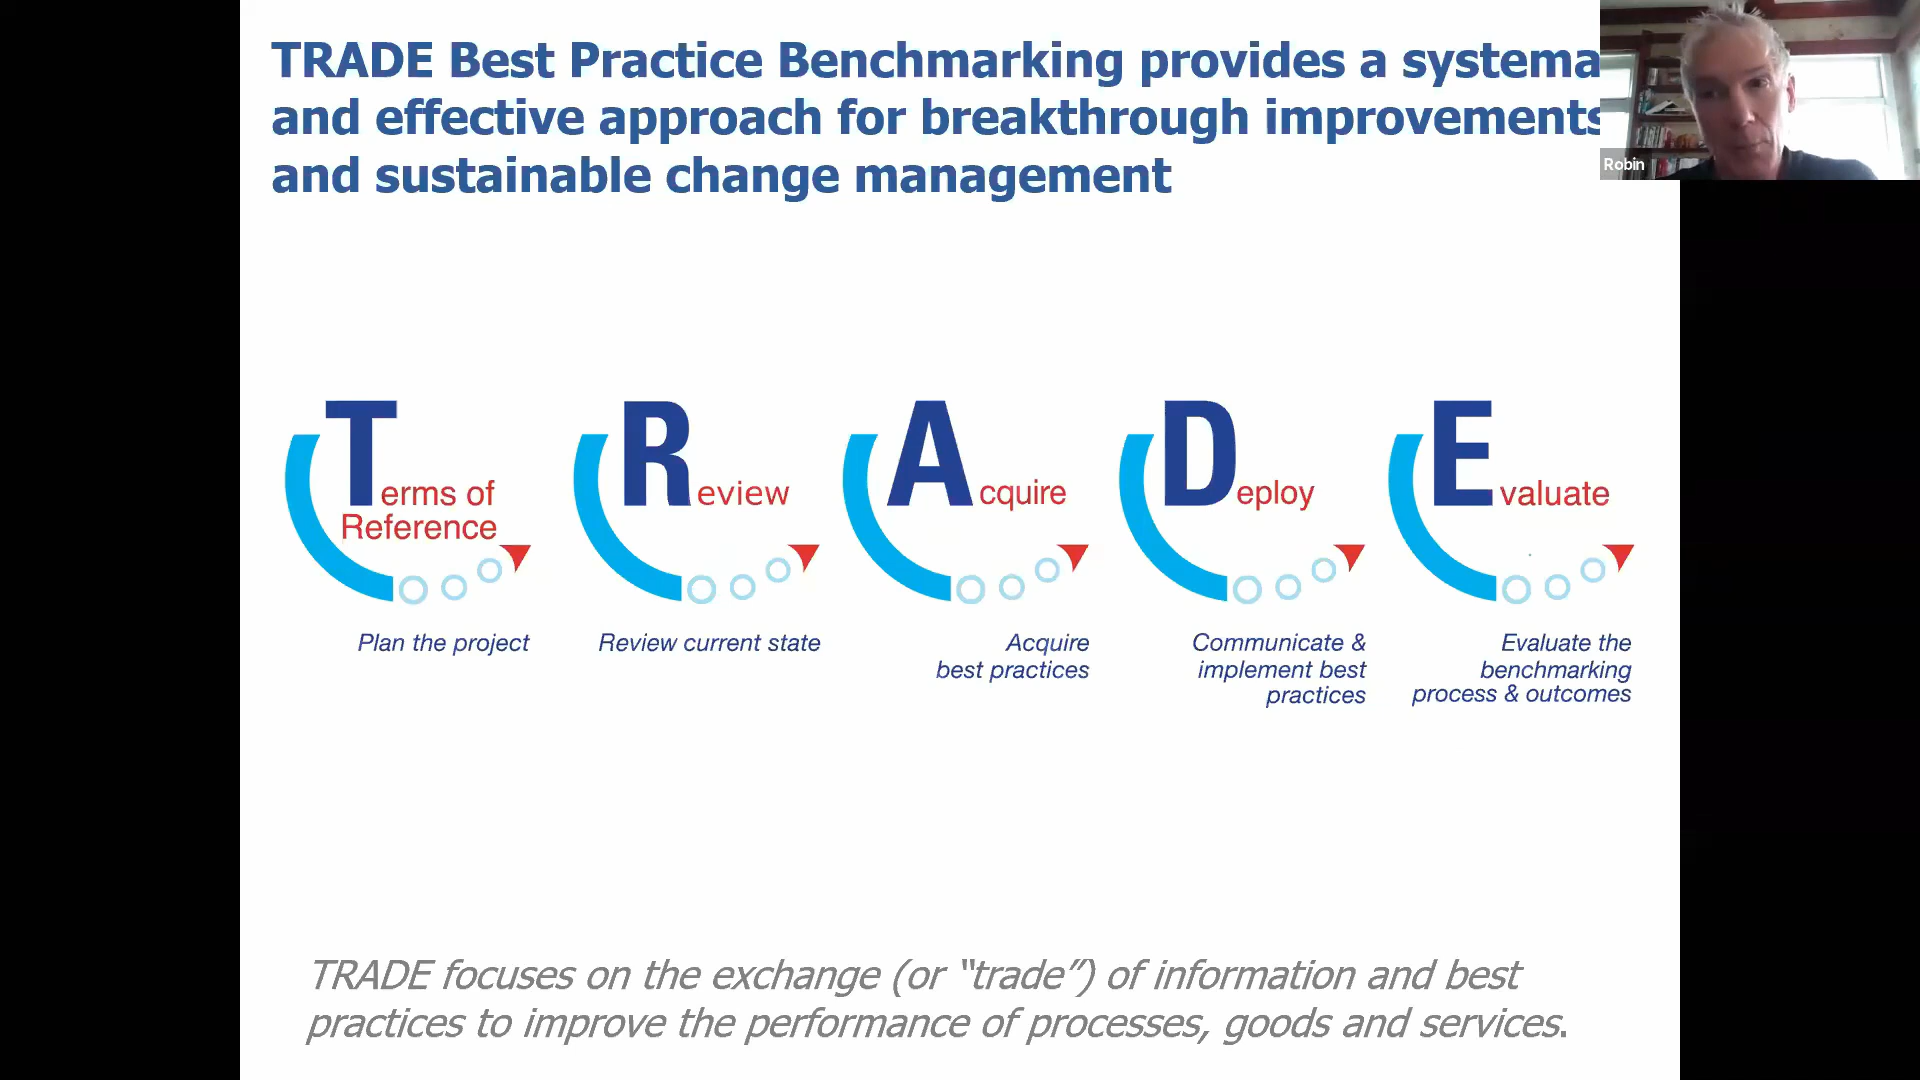 TRADE Best Practice Benchmarking provides a systema
and effective approach for breakthrough improvements
and sustainable change management
Robin
Terms of
Reference
Review
Acquire
Deploy
Evaluate
Plan the project
Review current state
Acquire
best practices
Communicate &
implement best
practices
Evaluate the
benchmarking
process & outcomes
TRADE focuses on the exchange (or “trade”) of information and best
practices to improve the performance of processes, goods and services.